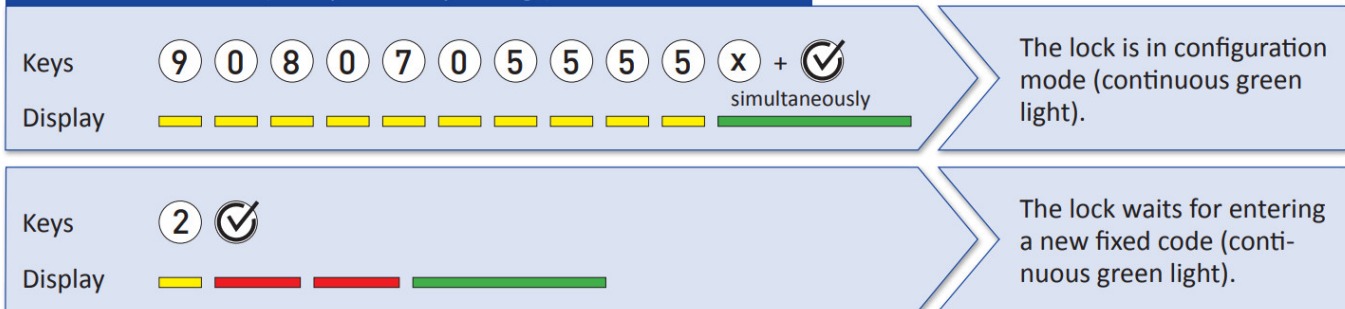 Keys 9 0 8 0 7 0 5 5 5 5 x +
simultaneously
Display
The lock is in configuration
mode (continuous green
light).
Keys 2
Display
The lock waits for entering
a new fixed code (conti-
nuous green light).